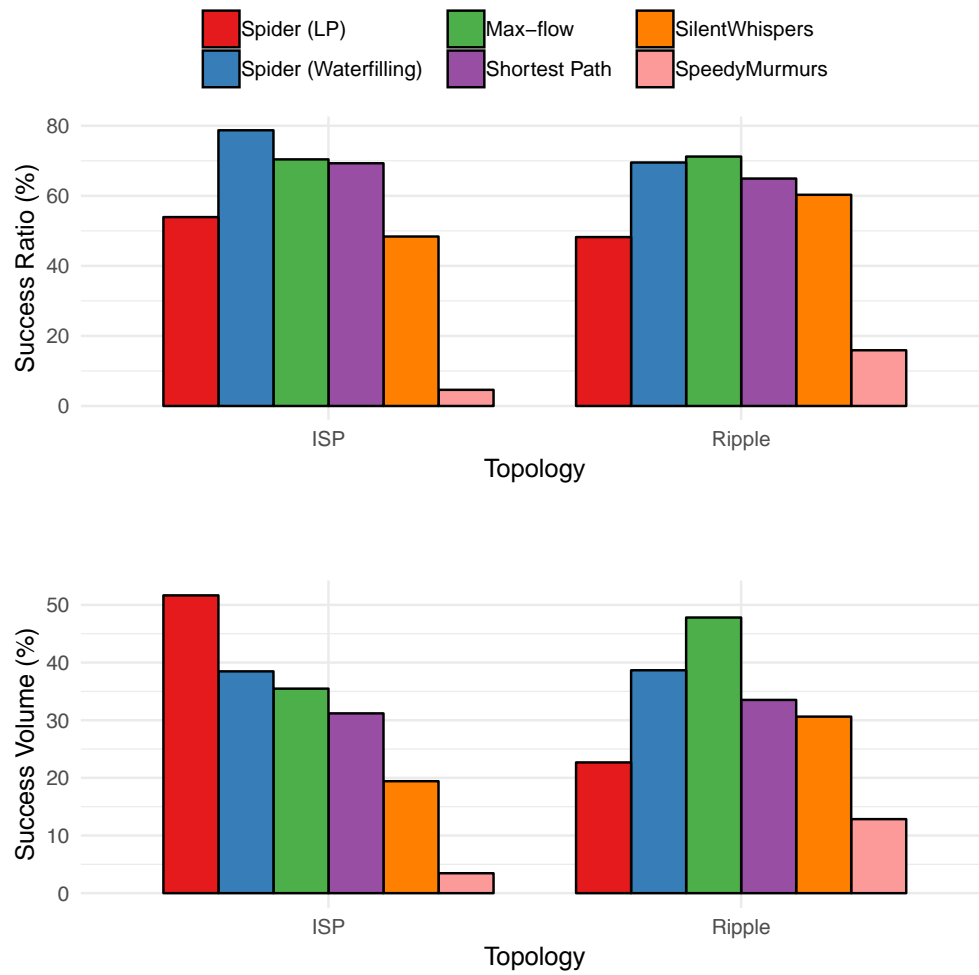 Spider (LP) Max−flow SilentWhispers
Spider (Waterfilling) Shortest Path SpeedyMurmurs
80
60
40
20
0
Success Ratio (%)
ISP Ripple
Topology
50
40
30
20
10
0
Success Volume (%)
ISP Ripple
Topology